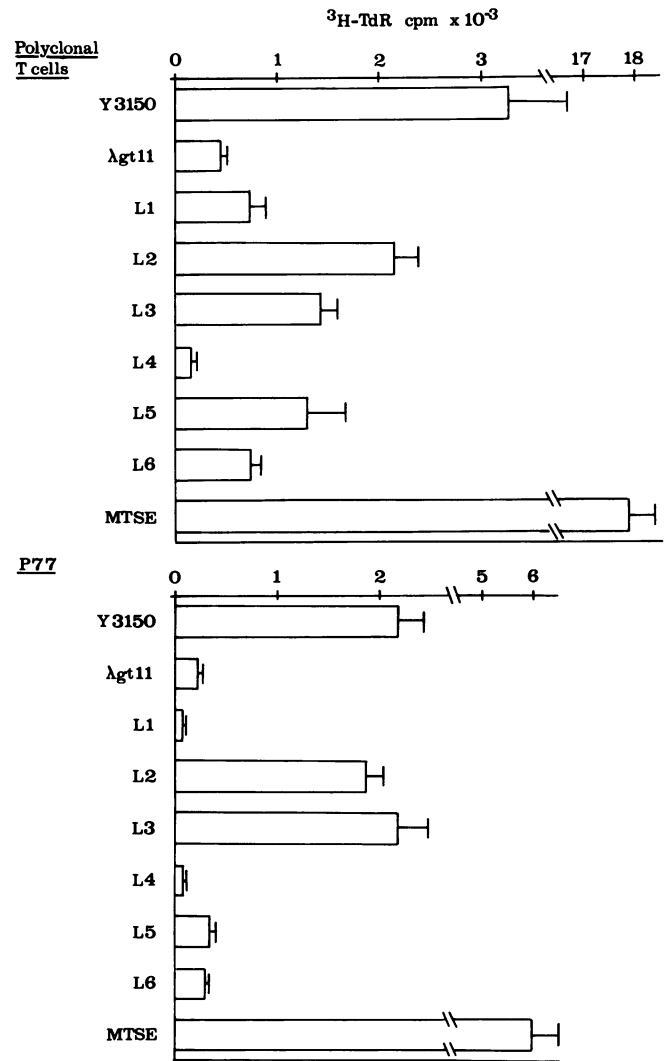 ³H-TdR cpm x 10⁻³
Polyclonal
T cells
0 1 2 3 17 18
Y3150
λgt11
L1
L2
L3
L4
L5
L6
MTSE
P77
0 1 2 5 6
Y3150
λgt11
L1
L2
L3
L4
L5
L6
MTSE